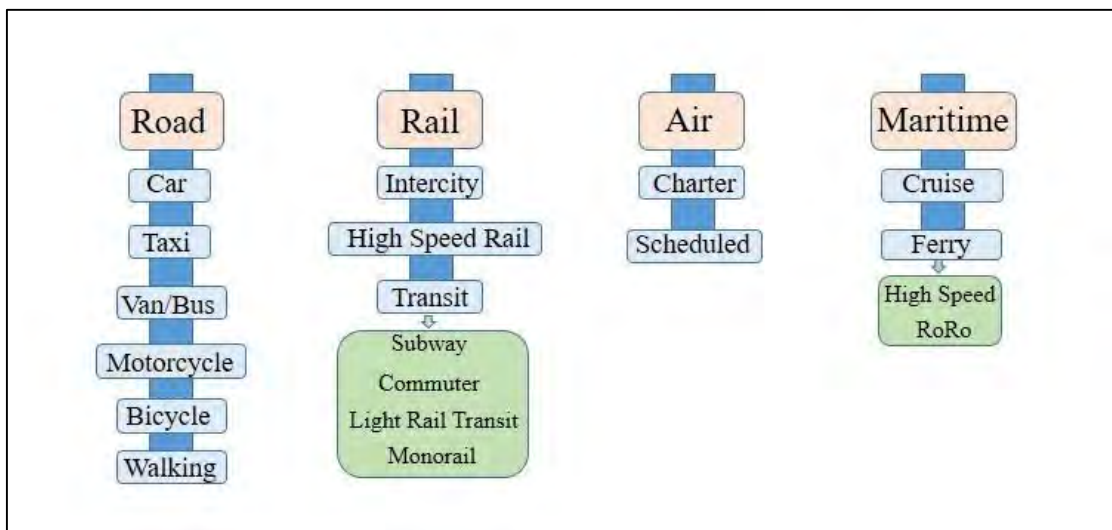 Road
Car
Taxi
Van/Bus
Motorcycle
Bicycle
Walking
Rail
Intercity
High Speed Rail
Transit
Subway
Commuter
Light Rail Transit
Monorail
Air
Charter
Scheduled
Maritime
Cruise
Ferry
High Speed
RoRo